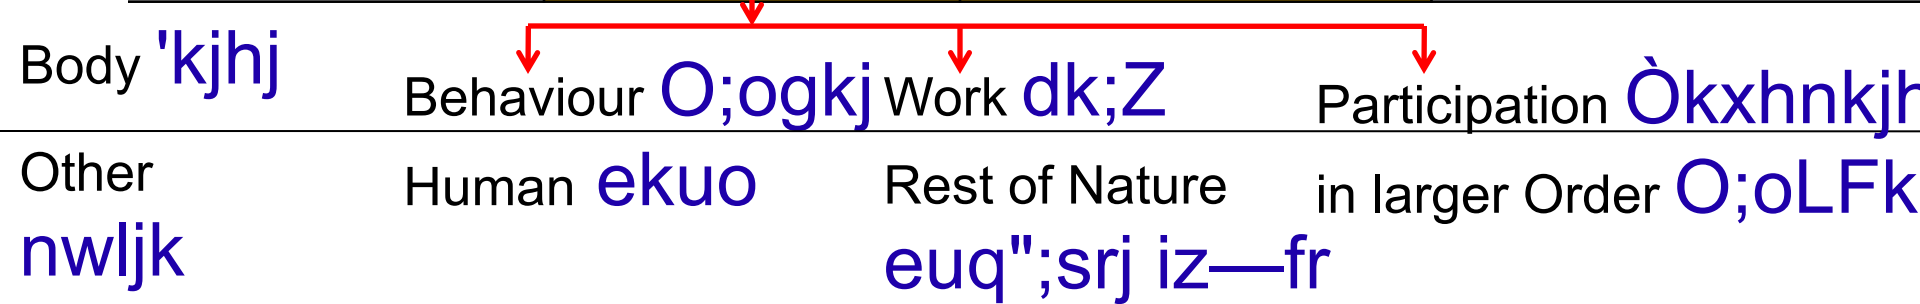 Body 'kjhj
Behaviour O;ogkj Work dk;Z Participation Òkxhnkjh
Other Human ekuo Rest of Nature in larger Order O;oLFk
nwljk euq";srj iz—fr